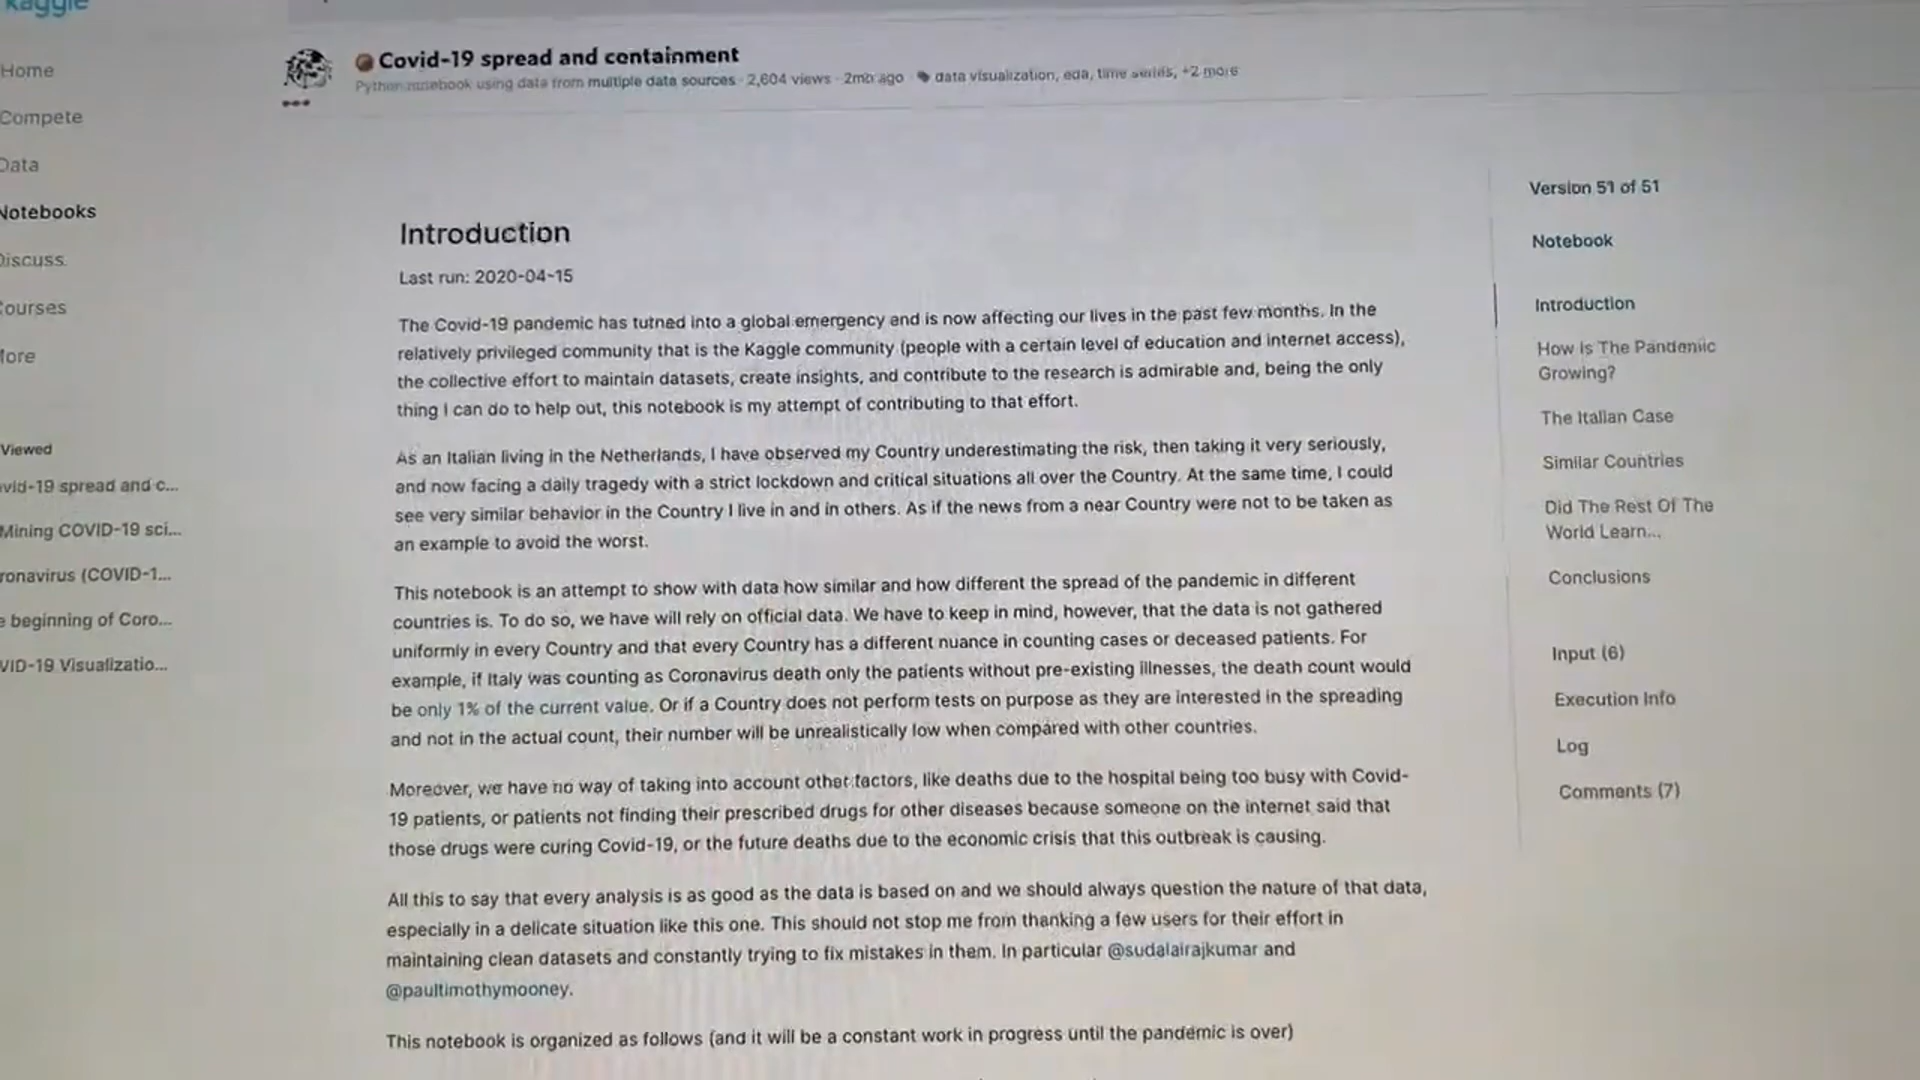 kaggle
Covid-19 spread and containment
Python notebook using data from multiple data sources · 2,604 views · 2mo ago · data visualization, eda, time series, +2 more
Home
Compete
Data
Notebooks
Discuss
Courses
More
Viewed
ovid-19 spread and c...
Mining COVID-19 sci...
ronavirus (COVID-1...
e beginning of Coro...
VID-19 Visualizatio...
Introduction
Last run: 2020-04-15
The Covid-19 pandemic has turned into a global emergency and is now affecting our lives in the past few months. In the
relatively privileged community that is the Kaggle community (people with a certain level of education and internet access),
the collective effort to maintain datasets, create insights, and contribute to the research is admirable and, being the only
thing I can do to help out, this notebook is my attempt of contributing to that effort.
As an Italian living in the Netherlands, I have observed my Country underestimating the risk, then taking it very seriously,
and now facing a daily tragedy with a strict lockdown and critical situations all over the Country. At the same time, I could
see very similar behavior in the Country I live in and in others. As if the news from a near Country were not to be taken as
an example to avoid the worst.
This notebook is an attempt to show with data how similar and how different the spread of the pandemic in different
countries is. To do so, we have will rely on official data. We have to keep in mind, however, that the data is not gathered
uniformly in every Country and that every Country has a different nuance in counting cases or deceased patients. For
example, if Italy was counting as Coronavirus death only the patients without pre-existing illnesses, the death count would
be only 1% of the current value. Or if a Country does not perform tests on purpose as they are interested in the spreading
and not in the actual count, their number will be unrealistically low when compared with other countries.
Moreover, we have no way of taking into account other factors, like deaths due to the hospital being too busy with Covid-
19 patients, or patients not finding their prescribed drugs for other diseases because someone on the internet said that
those drugs were curing Covid-19, or the future deaths due to the economic crisis that this outbreak is causing.
All this to say that every analysis is as good as the data is based on and we should always question the nature of that data,
especially in a delicate situation like this one. This should not stop me from thanking a few users for their effort in
maintaining clean datasets and constantly trying to fix mistakes in them. In particular @sudalairajkumar and
@paultimothymooney.
This notebook is organized as follows (and it will be a constant work in progress until the pandemic is over)
Version 51 of 51
Notebook
Introduction
How Is The Pandemic
Growing?
The Italian Case
Similar Countries
Did The Rest Of The
World Learn...
Conclusions
Input (6)
Execution Info
Log
Comments (7)